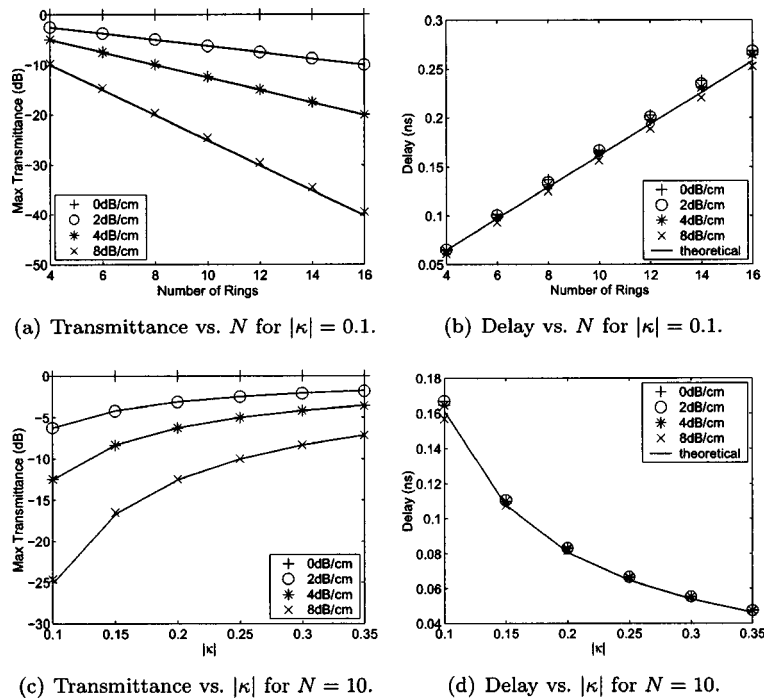 0
-10
-20
-30
-40
-50
Max Transmittance (dB)
0dB/cm
2dB/cm
4dB/cm
8dB/cm
4 6 8 10 12 14 16
Number of Rings
(a) Transmittance vs. N for |κ| = 0.1.
0.3
0.25
0.2
0.15
0.1
0.05
Delay (ns)
0dB/cm
2dB/cm
4dB/cm
8dB/cm
theoretical
4 6 8 10 12 14 16
Number of Rings
(b) Delay vs. N for |κ| = 0.1.
0
-5
-10
-15
-20
-25
-30
Max Transmittance (dB)
0dB/cm
2dB/cm
4dB/cm
8dB/cm
0.1 0.15 0.2 0.25 0.3 0.35
|κ|
(c) Transmittance vs. |κ| for N = 10.
0.18
0.16
0.14
0.12
0.1
0.08
0.06
0.04
Delay (ns)
0dB/cm
2dB/cm
4dB/cm
8dB/cm
theoretical
0.1 0.15 0.2 0.25 0.3 0.35
|κ|
(d) Delay vs. |κ| for N = 10.